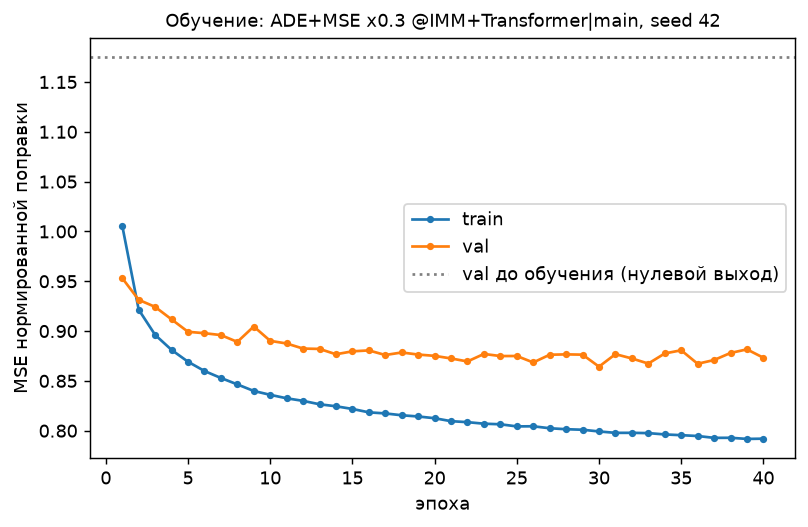 Обучение: ADE+MSE x0.3 @IMM+Transformer|main, seed 42
MSE нормированной поправки
1.15
1.10
1.05
1.00
0.95
0.90
0.85
0.80
train
val
val до обучения (нулевой выход)
0 5 10 15 20 25 30 35 40
эпоха